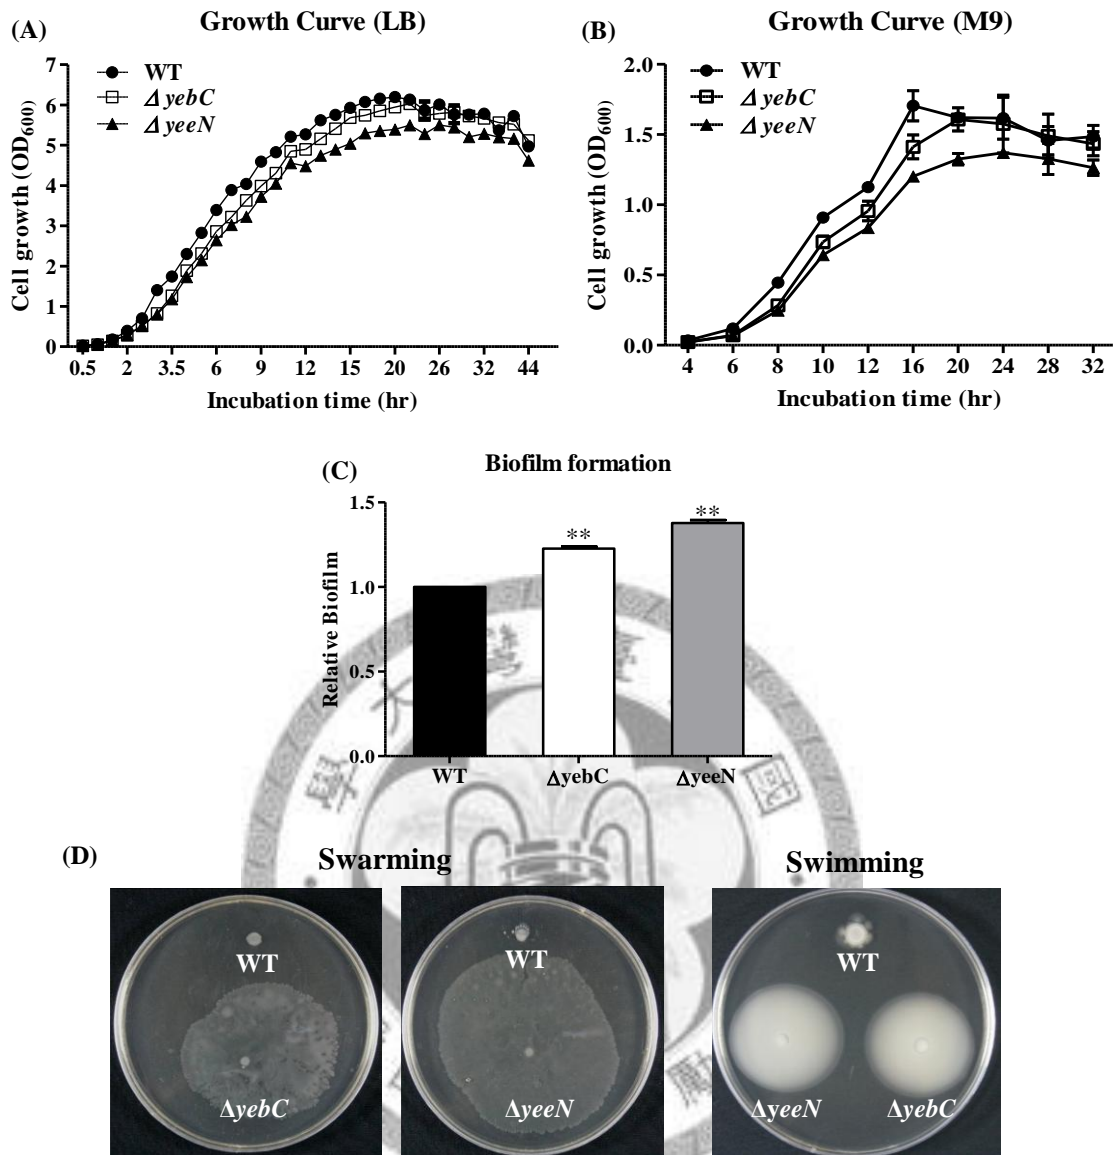 (A)
Growth Curve (LB)
WT
Δ yebC
Δ yeeN
Cell growth (OD600)
7
6
5
4
3
2
1
0
0.5 2 3.5 6 9 12 15 20 26 32 44
Incubation time (hr)
(B)
Growth Curve (M9)
WT
Δ yebC
Δ yeeN
Cell growth (OD600)
2.0
1.5
1.0
0.5
0.0
4 6 8 10 12 16 20 24 28 32
Incubation time (hr)
(C)
Biofilm formation
Relative Biofilm
1.5
1.0
0.5
0.0
**
**
WT ΔyebC ΔyeeN
(D)
Swarming
Swimming
WT
ΔyebC
WT
ΔyeeN
WT
ΔyeeN ΔyebC
大
學
國